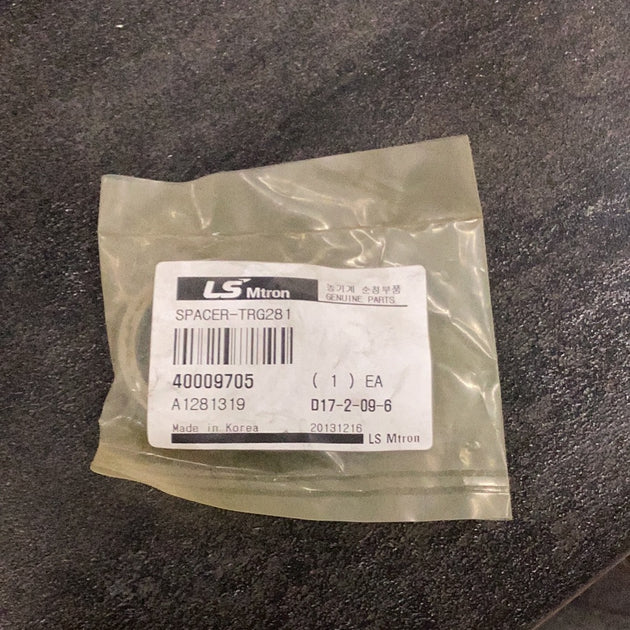 LS Mtron
농기계 순정부품
GENUINE PARTS
SPACER-TRG281
40009705 ( 1 ) EA
A1281319 D17-2-09-6
Made in Korea 20131216
LS Mtron